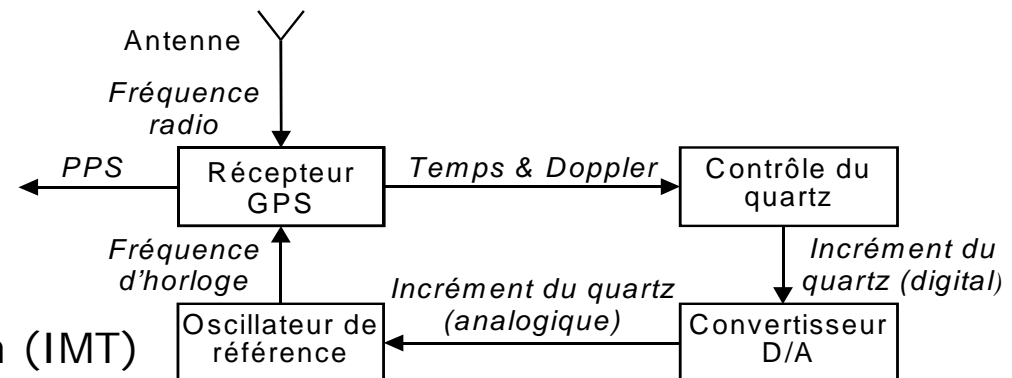 Antenne
Fréquence
radio
PPS
Récepteur
GPS
Temps & Doppler
Contrôle du
quartz
Fréquence
d'horloge
Incrément du
quartz (digital)
Incrément du quartz
(analogique)
Oscillateur de
référence
Convertisseur
D/A
(IMT)